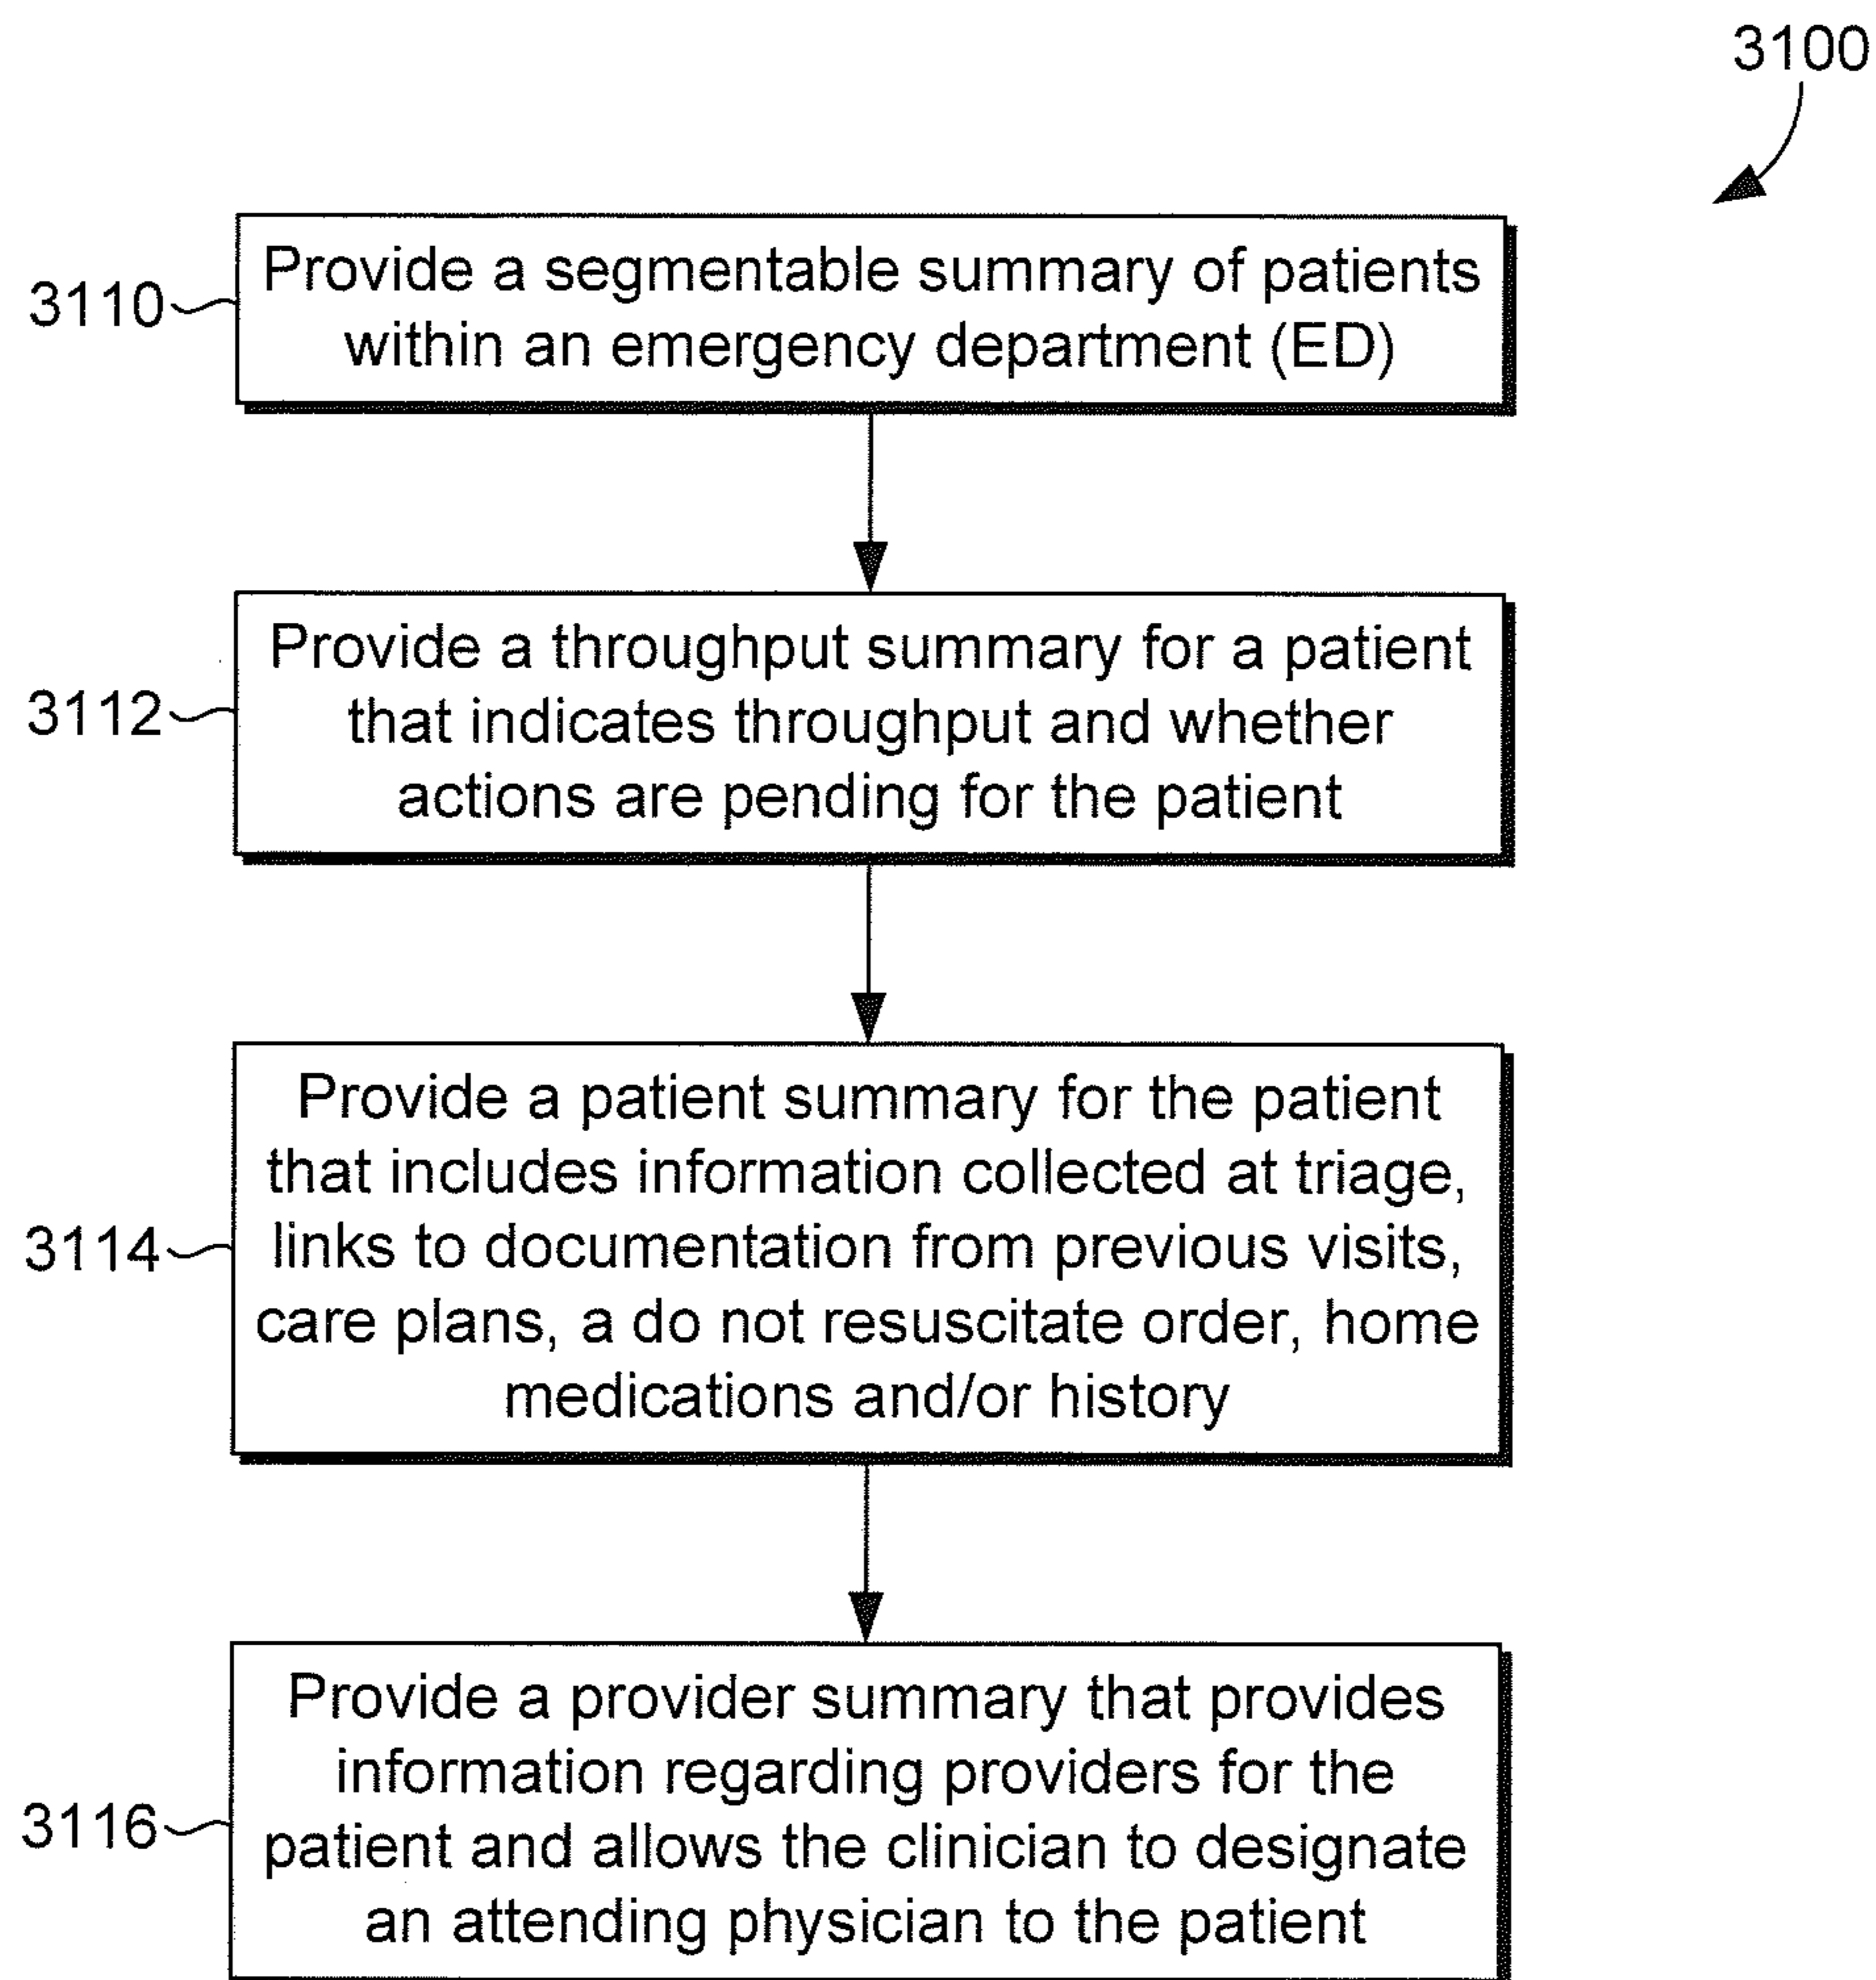 3100
3110
Provide a segmentable summary of patients
within an emergency department (ED)
3112
Provide a throughput summary for a patient
that indicates throughput and whether
actions are pending for the patient
3114
Provide a patient summary for the patient
that includes information collected at triage,
links to documentation from previous visits,
care plans, a do not resuscitate order, home
medications and/or history
3116
Provide a provider summary that provides
information regarding providers for the
patient and allows the clinician to designate
an attending physician to the patient